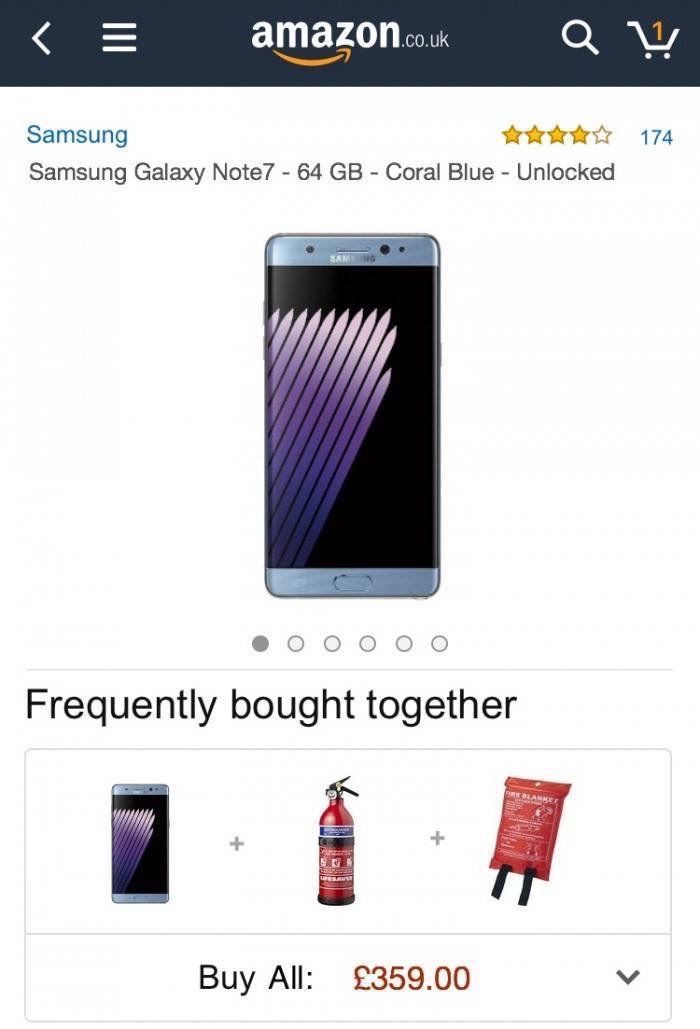 amazon.co.uk
1
Samsung
174
Samsung Galaxy Note7 - 64 GB - Coral Blue - Unlocked
SAMSUNG
Frequently bought together
+
+
FIRE BLANKET
LIFESAVER
Buy All: £359.00